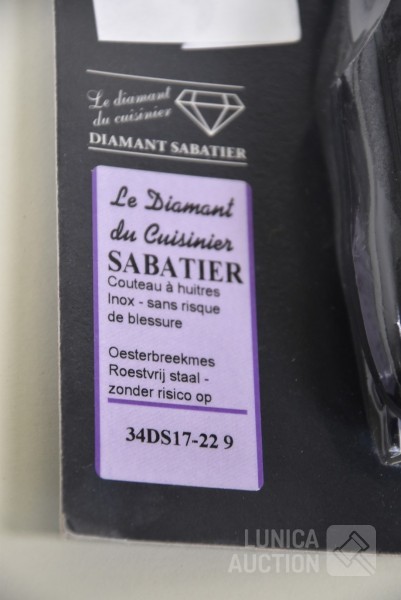 Le diamant
du cuisinier
DIAMANT SABATIER
Le Diamant
du Cuisinier
SABATIER
Couteau à huitres
Inox - sans risque
de blessure
Oesterbreekmes
Roestvrij staal -
zonder risico op
34DS17-22 9
LUNICA
AUCTION